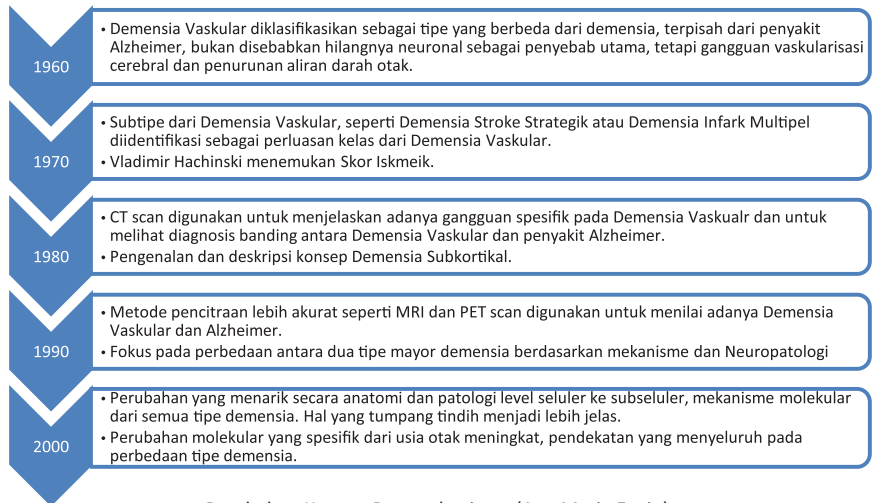 1960
• Demensia Vaskular diklasifikasikan sebagai tipe yang berbeda dari demensia, terpisah dari penyakit
Alzheimer, bukan disebabkan hilangnya neuronal sebagai penyebab utama, tetapi gangguan vaskularisasi
cerebral dan penurunan aliran darah otak.
1970
• Subtipe dari Demensia Vaskular, seperti Demensia Stroke Strategik atau Demensia Infark Multipel
diidentifikasi sebagai perluasan kelas dari Demensia Vaskular.
• Vladimir Hachinski menemukan Skor Iskmeik.
1980
• CT scan digunakan untuk menjelaskan adanya gangguan spesifik pada Demensia Vaskualr dan untuk
melihat diagnosis banding antara Demensia Vaskular dan penyakit Alzheimer.
• Pengenalan dan deskripsi konsep Demensia Subkortikal.
1990
• Metode pencitraan lebih akurat seperti MRI dan PET scan digunakan untuk menilai adanya Demensia
Vaskular dan Alzheimer.
• Fokus pada perbedaan antara dua tipe mayor demensia berdasarkan mekanisme dan Neuropatologi
2000
• Perubahan yang menarik secara anatomi dan patologi level seluler ke subseluler, mekanisme molekular
dari semua tipe demensia. Hal yang tumpang tindih menjadi lebih jelas.
• Perubahan molekular yang spesifik dari usia otak meningkat, pendekatan yang menyeluruh pada
perbedaan tipe demensia.